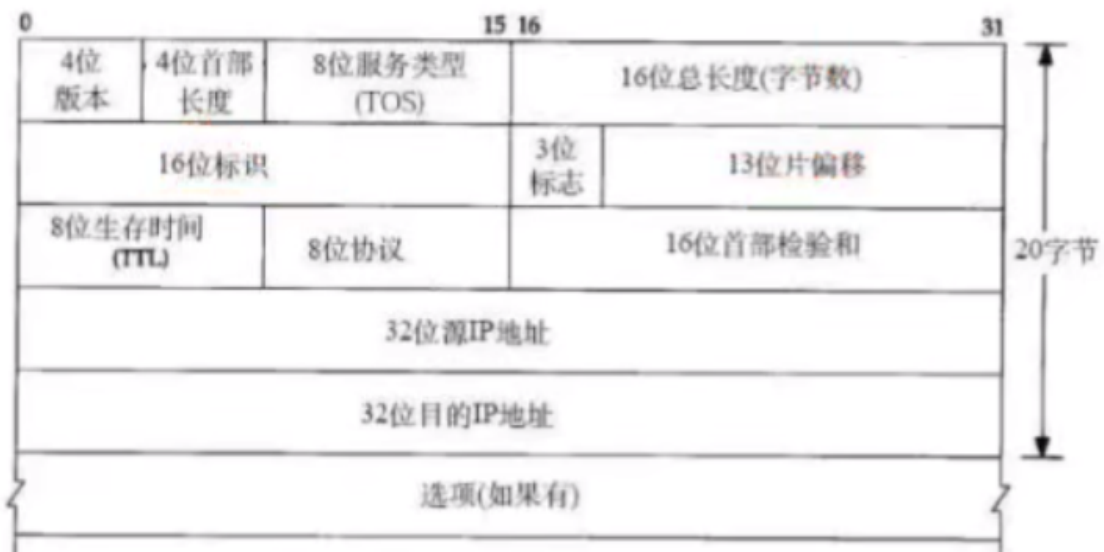 0 15 16 31
4位 4位首部 8位服务类型 16位总长度(字节数)
版本 长度 (TOS)
16位标识 3位 13位片偏移
标志
8位生存时间 8位协议 16位首部检验和 20字节
(TTL)
32位源IP地址
32位目的IP地址
选项(如果有)